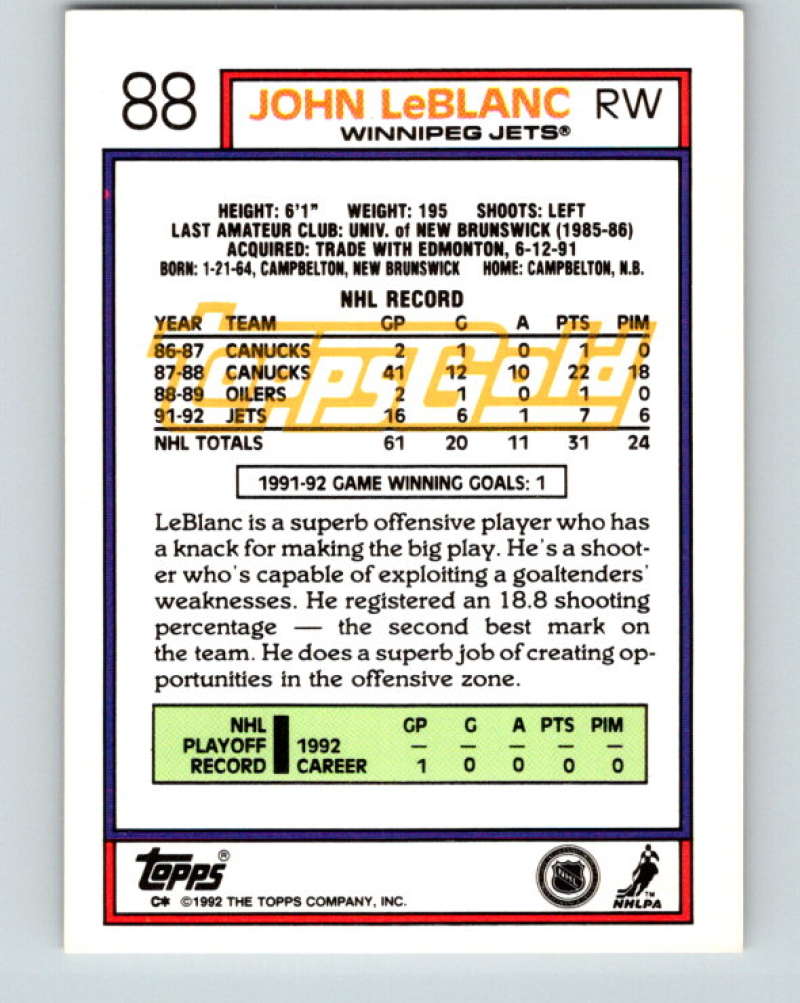 88 JOHN LeBLANC RW
WINNIPEG JETS®
HEIGHT: 6'1" WEIGHT: 195 SHOOTS: LEFT
LAST AMATEUR CLUB: UNIV. of NEW BRUNSWICK (1985-86)
ACQUIRED: TRADE WITH EDMONTON, 6-12-91
BORN: 1-21-64, CAMPBELTON, NEW BRUNSWICK HOME: CAMPBELTON, N.B.
NHL RECORD
YEAR TEAM GP G A PTS PIM
86-87 CANUCKS 2 1 0 1 0
87-88 CANUCKS 41 12 10 22 18
88-89 OILERS 2 1 0 1 0
91-92 JETS 16 6 1 7 6
NHL TOTALS 61 20 11 31 24
ToppsGold
1991-92 GAME WINNING GOALS: 1
LeBlanc is a superb offensive player who has
a knack for making the big play. He's a shoot-
er who's capable of exploiting a goaltenders'
weaknesses. He registered an 18.8 shooting
percentage — the second best mark on
the team. He does a superb job of creating op-
portunities in the offensive zone.
NHL GP G A PTS PIM
PLAYOFF 1992 — — — — —
RECORD CAREER 1 0 0 0 0
TOPPS®
C* ©1992 THE TOPPS COMPANY, INC.
NHL
™
NHLPA